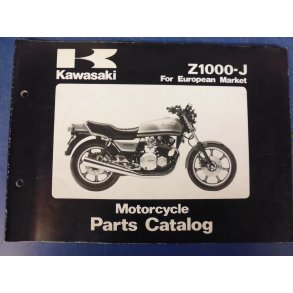 Kawasaki
Z1000-J
For European Market
Motorcycle
Parts Catalog